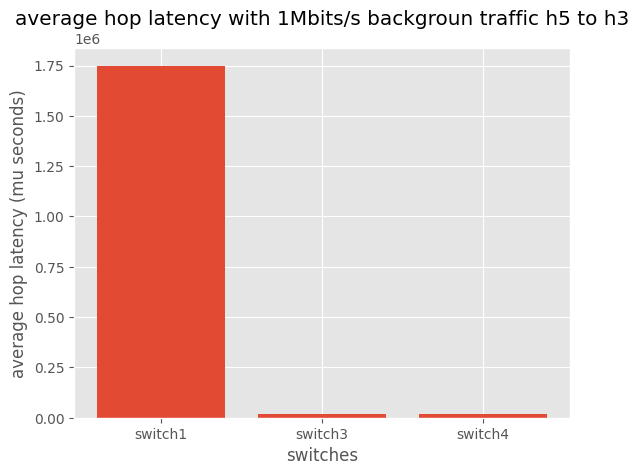 average hop latency with 1Mbits/s backgroun traffic h5 to h3
1e6
1.75
1.50
1.25
1.00
0.75
0.50
0.25
0.00
average hop latency (mu seconds)
switch1 switch3 switch4
switches